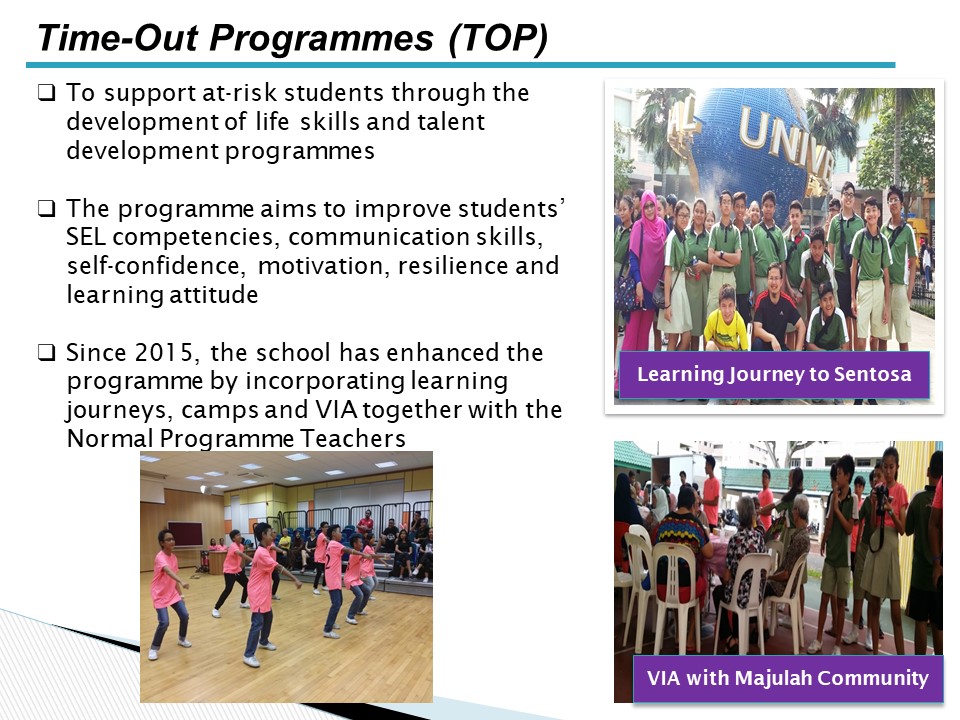 Time-Out Programmes (TOP)
To support at-risk students through the
development of life skills and talent
development programmes
The programme aims to improve students’
SEL competencies, communication skills,
self-confidence, motivation, resilience and
learning attitude
Since 2015, the school has enhanced the
programme by incorporating learning
journeys, camps and VIA together with the
Normal Programme Teachers
UNIV
Learning Journey to Sentosa
VIA with Majulah Community